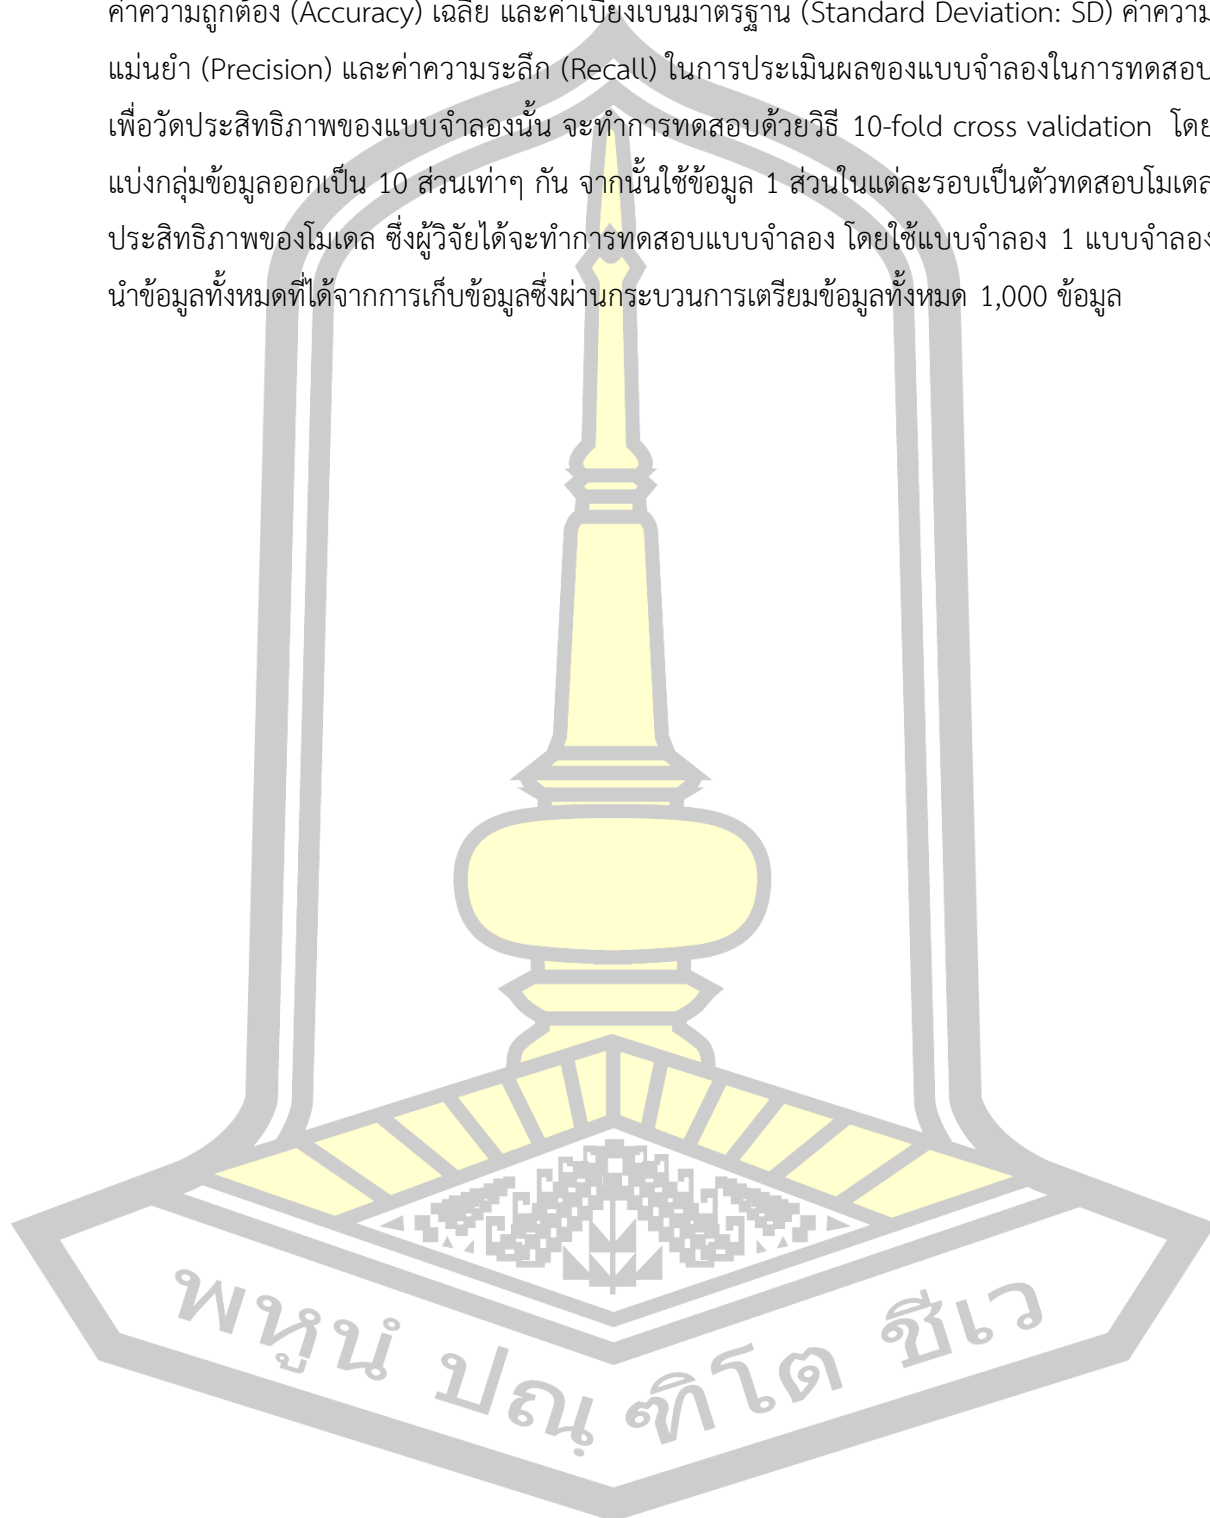 ค่าความถูกต้อง (Accuracy) เฉลี่ย และค่าเบี่ยงเบนมาตรฐาน (Standard Deviation: SD) ค่าความ
แม่นยำ (Precision) และค่าความระลึก (Recall) ในการประเมินผลของแบบจำลองในการทดสอบ
เพื่อวัดประสิทธิภาพของแบบจำลองนั้น จะทำการทดสอบด้วยวิธี 10-fold cross validation โดย
แบ่งกลุ่มข้อมูลออกเป็น 10 ส่วนเท่าๆ กัน จากนั้นใช้ข้อมูล 1 ส่วนในแต่ละรอบเป็นตัวทดสอบโมเดล
ประสิทธิภาพของโมเดล ซึ่งผู้วิจัยได้จะทำการทดสอบแบบจำลอง โดยใช้แบบจำลอง 1 แบบจำลอง
นำข้อมูลทั้งหมดที่ได้จากการเก็บข้อมูลซึ่งผ่านกระบวนการเตรียมข้อมูลทั้งหมด 1,000 ข้อมูล
พหูนํ ปณฺฑิโต ชีเว